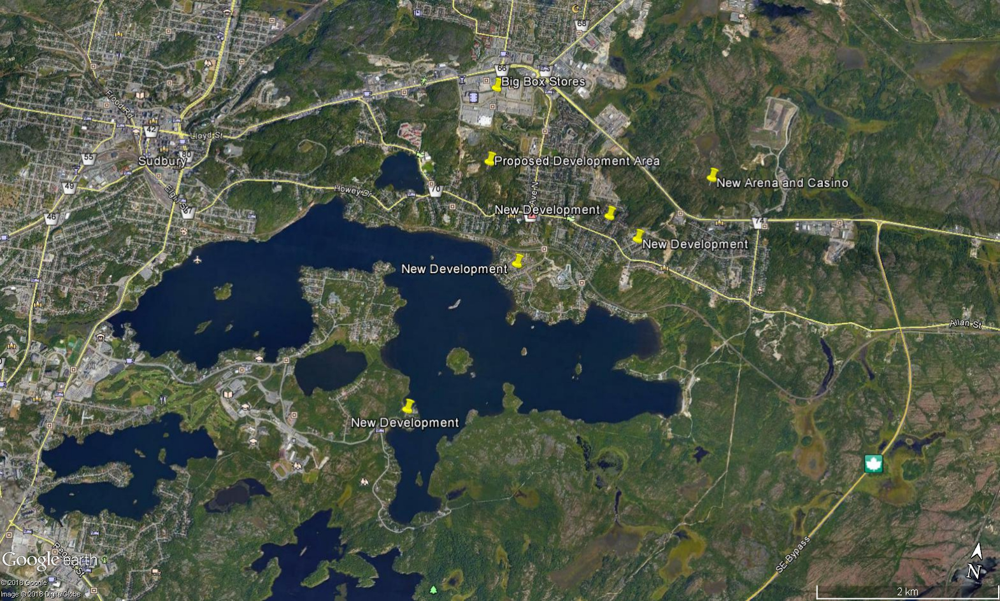 68
66
Big Box Stores
Frood Rd
42
Lloyd St
55
80
Sudbury
Proposed Development Area
49
New Arena and Casino
Elgin St
Howey Dr
70
Ave N
46
New Development
74
New Development
New Development
Allan St
New Development
SE Bypass
Regent St
Google earth
N
© 2018 Google
Image © 2018 DigitalGlobe
2 km